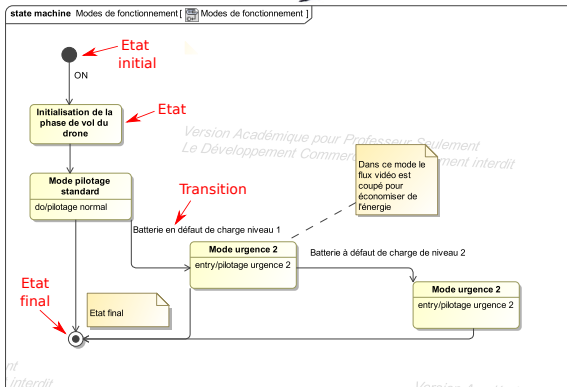 state machine Modes de fonctionnement [ Modes de fonctionnement ]
Etat
initial
ON
Initialisation de la
phase de vol du
drone
Etat
Version Académique pour Professeur Seulement
Le Développement Commer ment interdit
Dans ce mode le
flux vidéo est
coupé pour
économiser de
l'énergie
Mode pilotage
standard
do/pilotage normal
Transition
Batterie en défaut de charge niveau 1
Mode urgence 2
entry/pilotage urgence 2
Batterie à défaut de charge de niveau 2
Mode urgence 2
entry/pilotage urgence 2
Etat
final
Etat final
nt
interdit